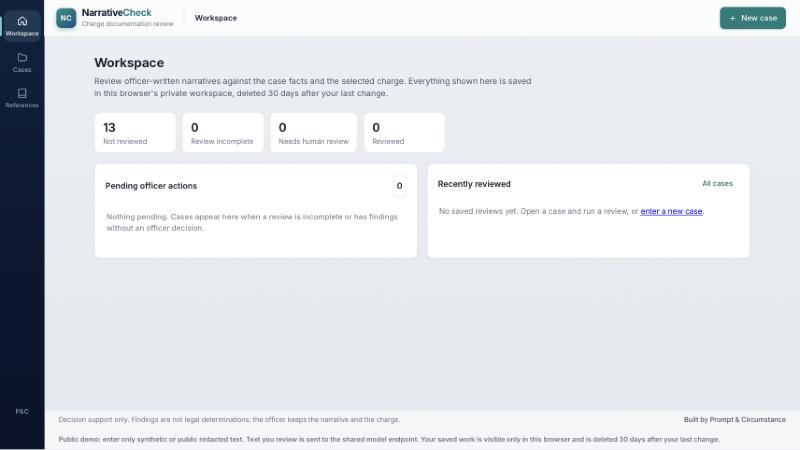 NC
NarrativeCheck
Charge documentation review
Workspace
+ New case
Workspace
Cases
References
P&C
Workspace
Review officer-written narratives against the case facts and the selected charge. Everything shown here is saved
in this browser's private workspace, deleted 30 days after your last change.
13
Not reviewed
0
Review incomplete
0
Needs human review
0
Reviewed
Pending officer actions
0
Nothing pending. Cases appear here when a review is incomplete or has findings
without an officer decision.
Recently reviewed
All cases
No saved reviews yet. Open a case and run a review, or enter a new case.
Decision support only. Findings are not legal determinations; the officer keeps the narrative and the charge.
Built by Prompt & Circumstance
Public demo: enter only synthetic or public redacted text. Text you review is sent to the shared model endpoint. Your saved work is visible only in this browser and is deleted 30 days after your last change.